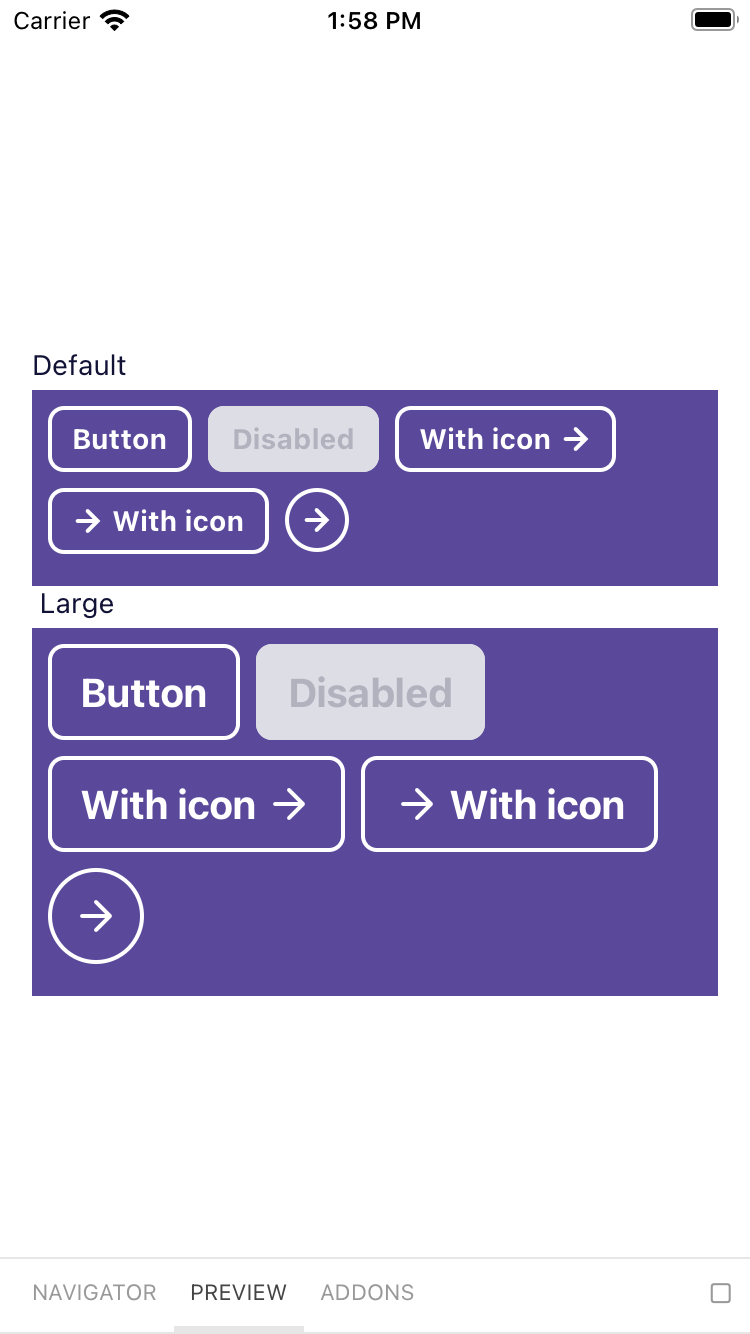 Carrier 1:58 PM
Default
Button Disabled With icon
With icon
Large
Button Disabled
With icon With icon
NAVIGATOR PREVIEW ADDONS